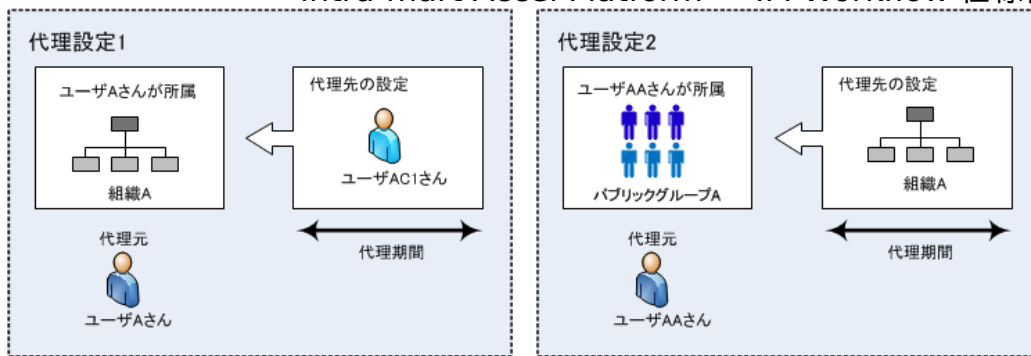 代理設定1
ユーザAさんが所属
組織A
代理先の設定
ユーザAC1さん
代理期間
代理元
ユーザAさん
代理設定2
ユーザAAさんが所属
パブリックグループA
代理先の設定
組織A
代理期間
代理元
ユーザAAさん